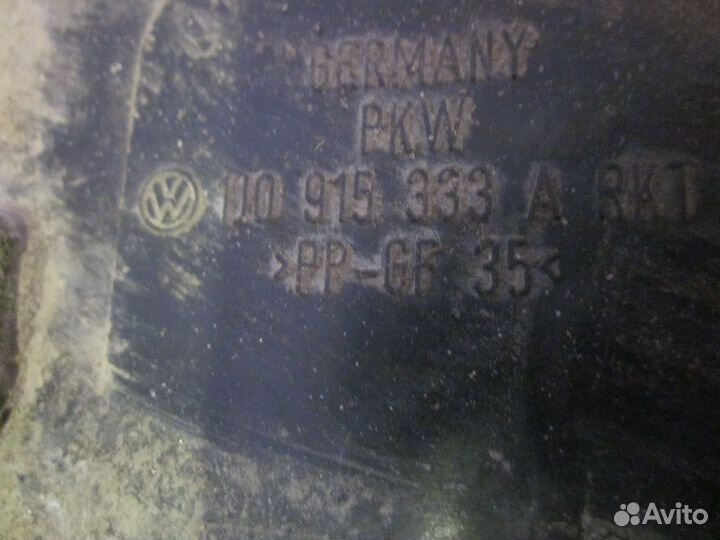 GERMANY
PKW
1J0 915 333 A RK1
>PP-GF 35<
Avito